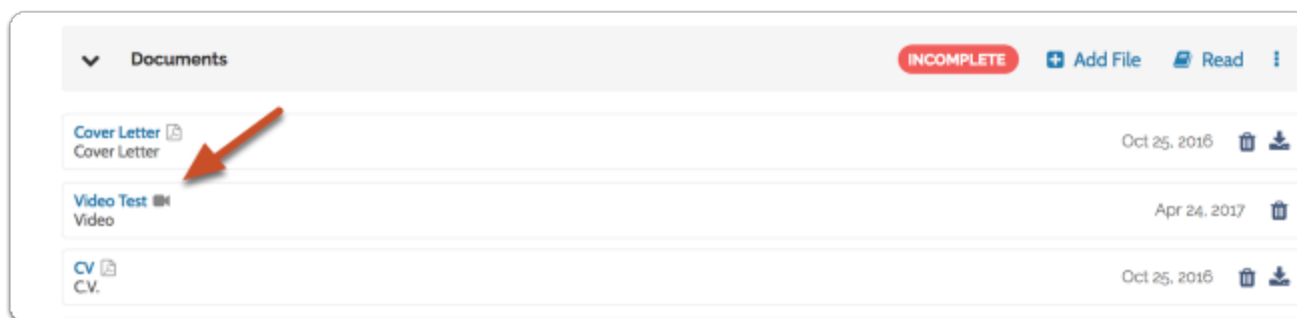 Documents INCOMPLETE Add File Read
Cover Letter
Cover Letter Oct 25, 2016
Video Test
Video Apr 24, 2017
CV
C.V. Oct 25, 2016